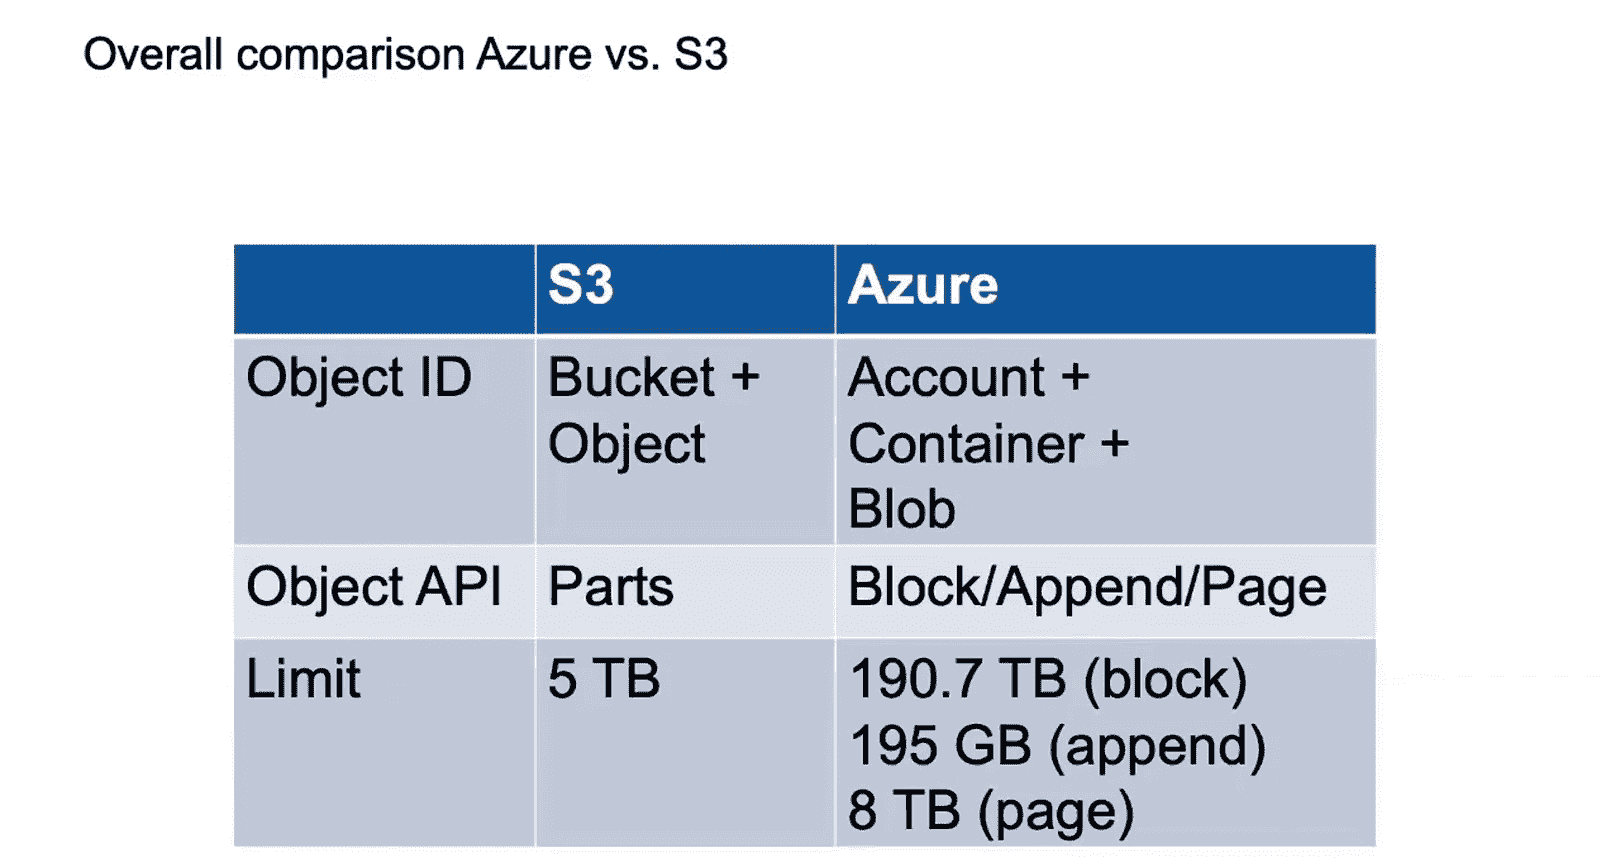 Overall comparison Azure vs. S3
S3
Azure
Object ID
Bucket +
Object
Account +
Container +
Blob
Object API
Parts
Block/Append/Page
Limit
5 TB
190.7 TB (block)
195 GB (append)
8 TB (page)